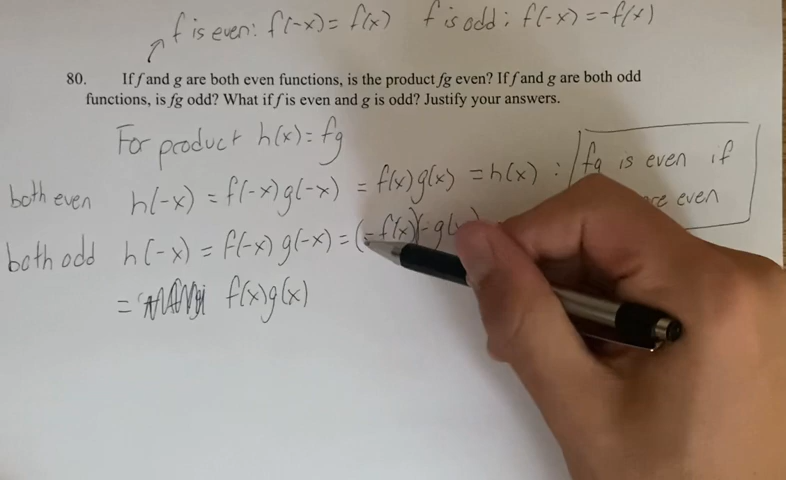 f is even: f(-x) = f(x) f is odd: f(-x) = -f(x)
80. If f and g are both even functions, is the product fg even? If f and g are both odd
functions, is fg odd? What if f is even and g is odd? Justify your answers.
For product h(x) = fg
both even h(-x) = f(-x)g(-x) = f(x)g(x) = h(x) : fg is even if
even
both odd h(-x) = f(-x)g(-x) = (-f(x))(-g(x)
= f(x)g(x)